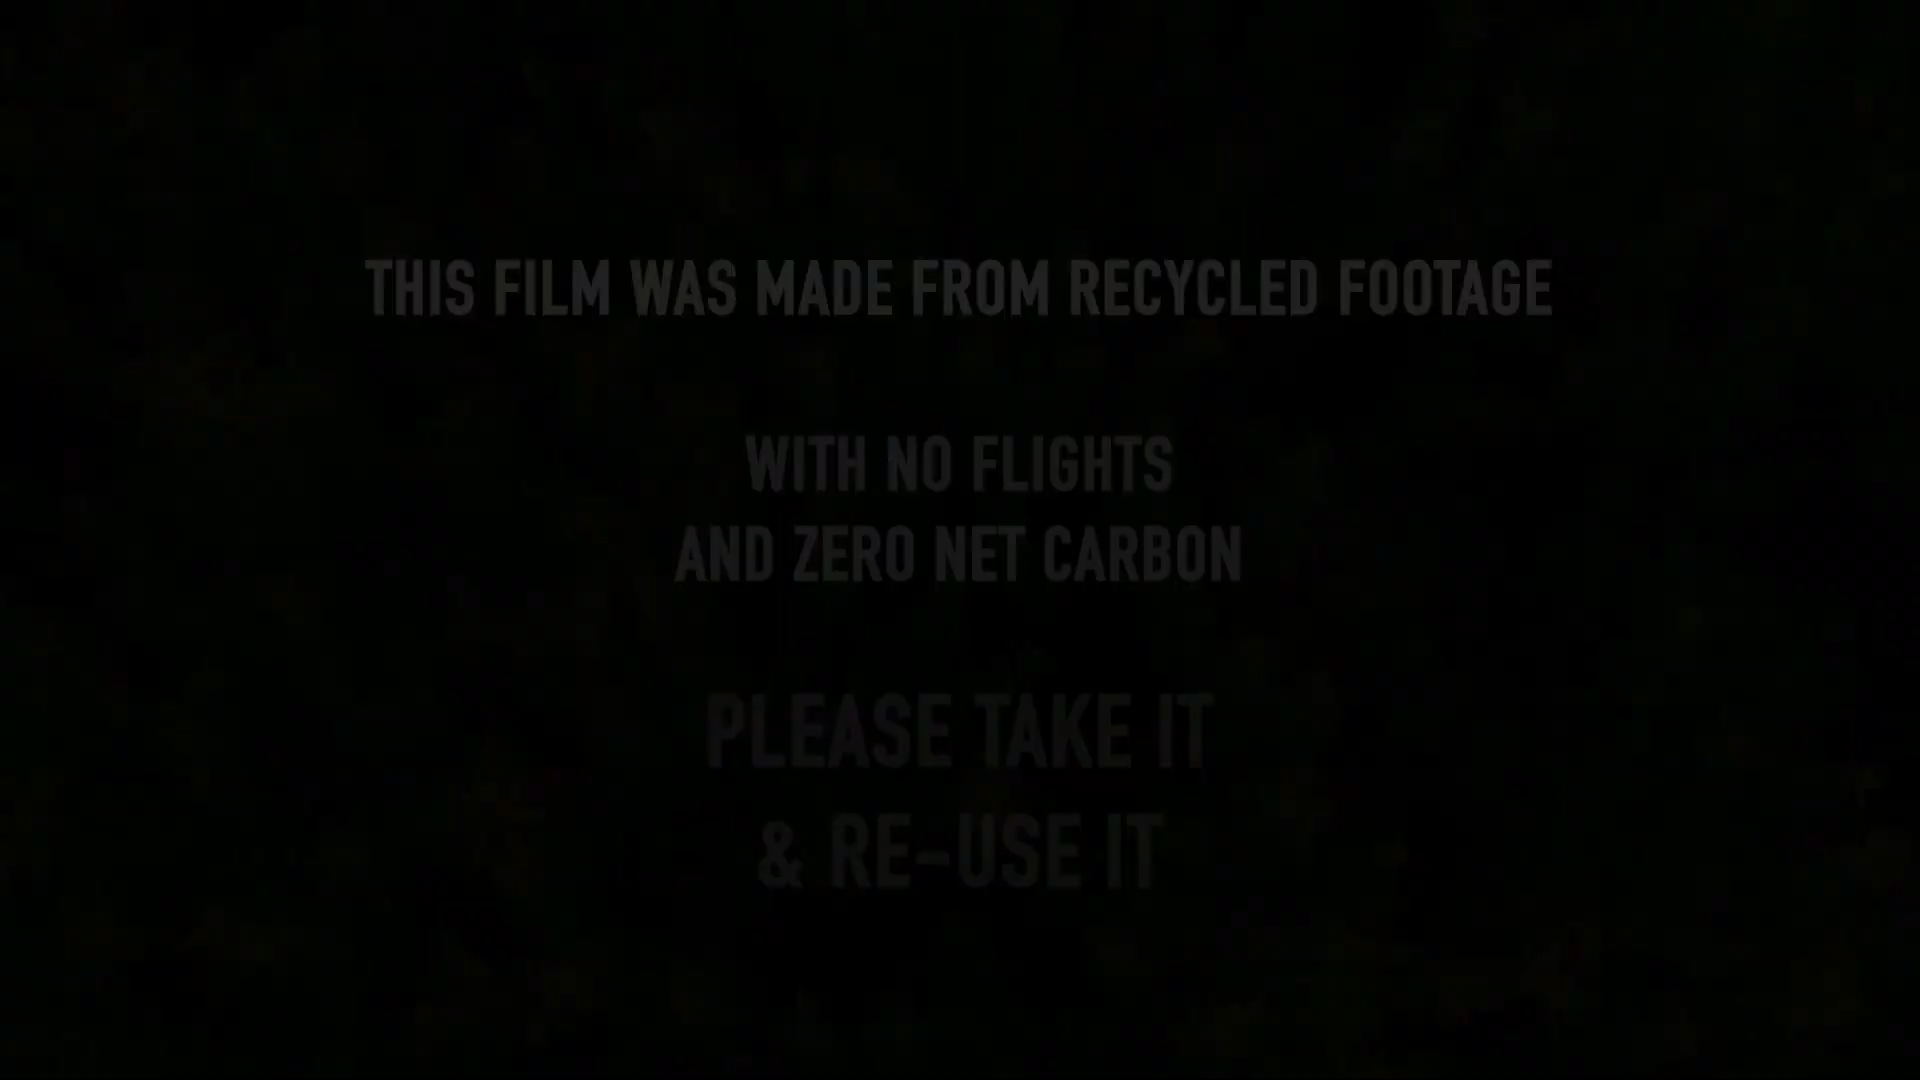 THIS FILM WAS MADE FROM RECYCLED FOOTAGE
WITH NO FLIGHTS
AND ZERO NET CARBON
PLEASE TAKE IT
& RE-USE IT